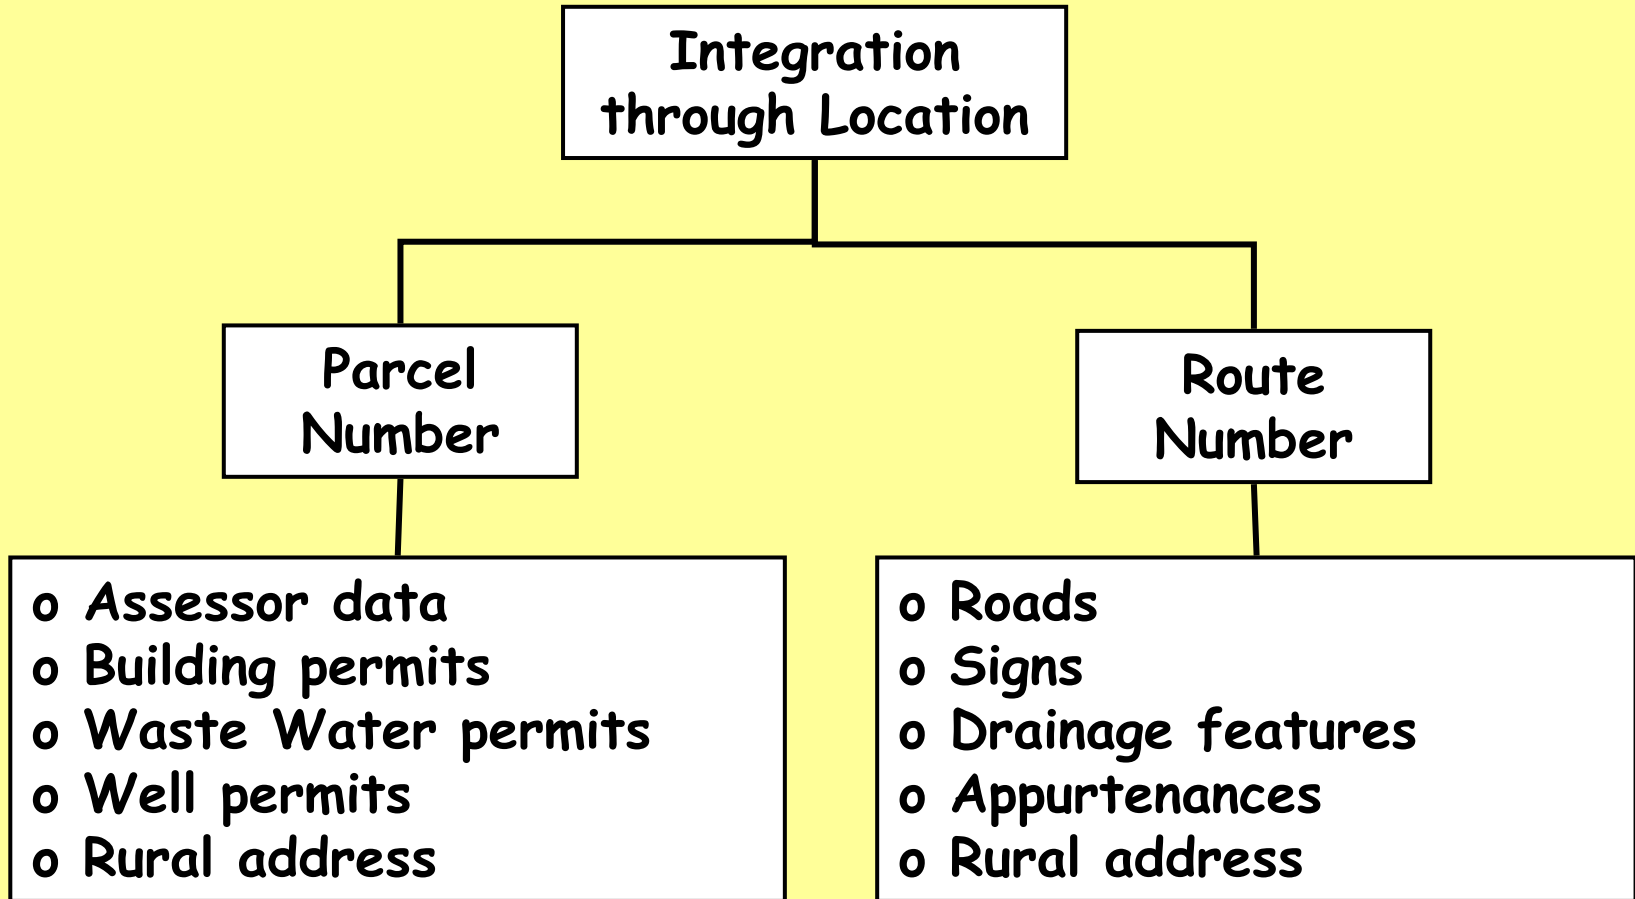 Integration
through Location
Parcel
Number
Route
Number
o Assessor data
o Building permits
o Waste Water permits
o Well permits
o Rural address
o Roads
o Signs
o Drainage features
o Appurtenances
o Rural address